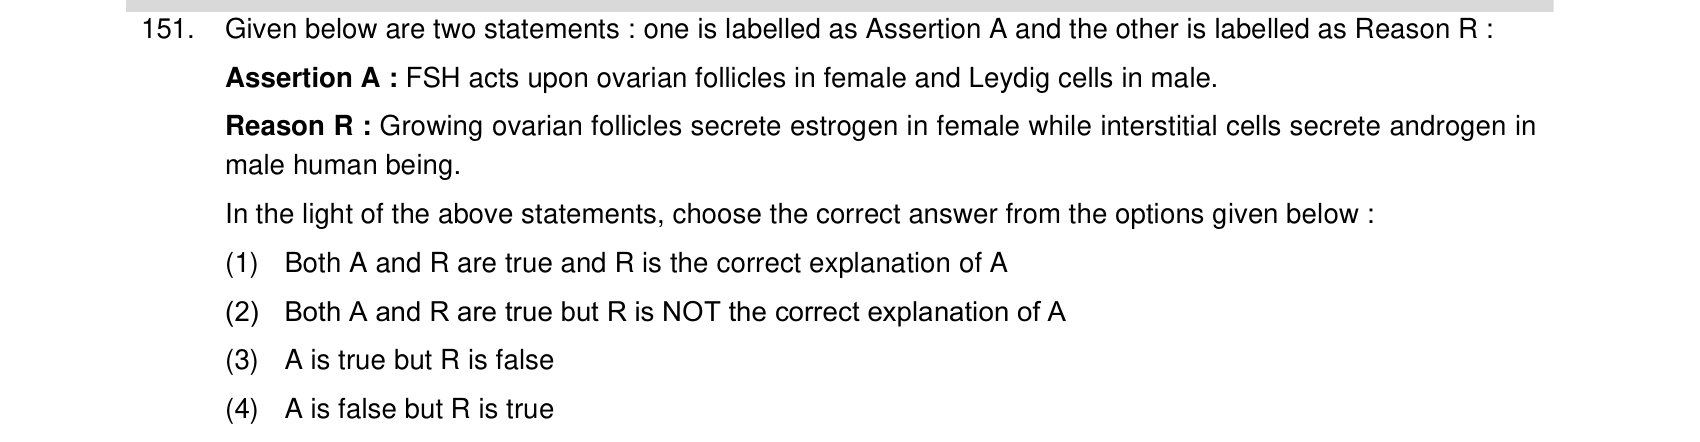 151. Given below are two statements : one is labelled as Assertion A and the other is labelled as Reason R :
Assertion A : FSH acts upon ovarian follicles in female and Leydig cells in male.
Reason R : Growing ovarian follicles secrete estrogen in female while interstitial cells secrete androgen in
male human being.
In the light of the above statements, choose the correct answer from the options given below :
(1) Both A and R are true and R is the correct explanation of A
(2) Both A and R are true but R is NOT the correct explanation of A
(3) A is true but R is false
(4) A is false but R is true